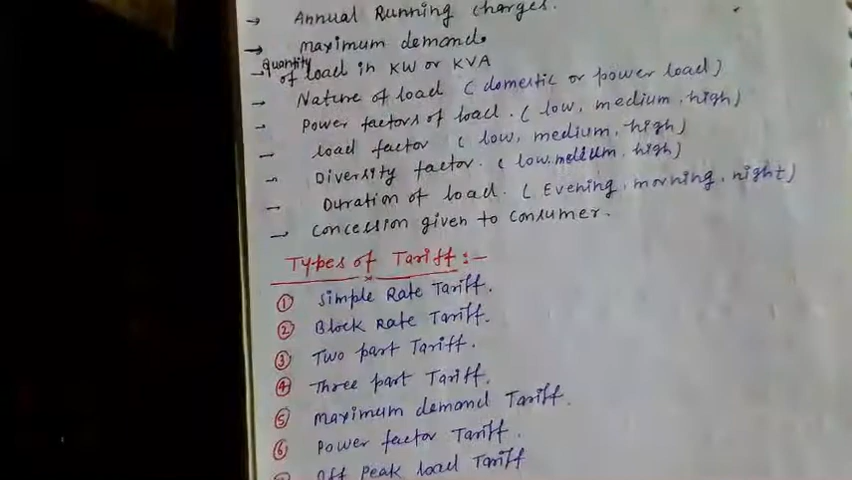 → Annual Running charges.
→ maximum demand.
→ quantity of load in KW or KVA
→ Nature of load (domestic or power load)
→ Power factors of load. (low, medium, high)
→ load factor (low, medium, high)
→ Diversity factor. (low, medium, high)
→ Duration of load. (Evening, morning, night)
→ Concession given to consumer.
Types of Tariff :-
① Simple Rate Tariff.
② Block Rate Tariff.
③ Two part Tariff.
④ Three part Tariff.
⑤ maximum demand Tariff.
⑥ Power factor Tariff.
⑦ Off Peak load Tariff